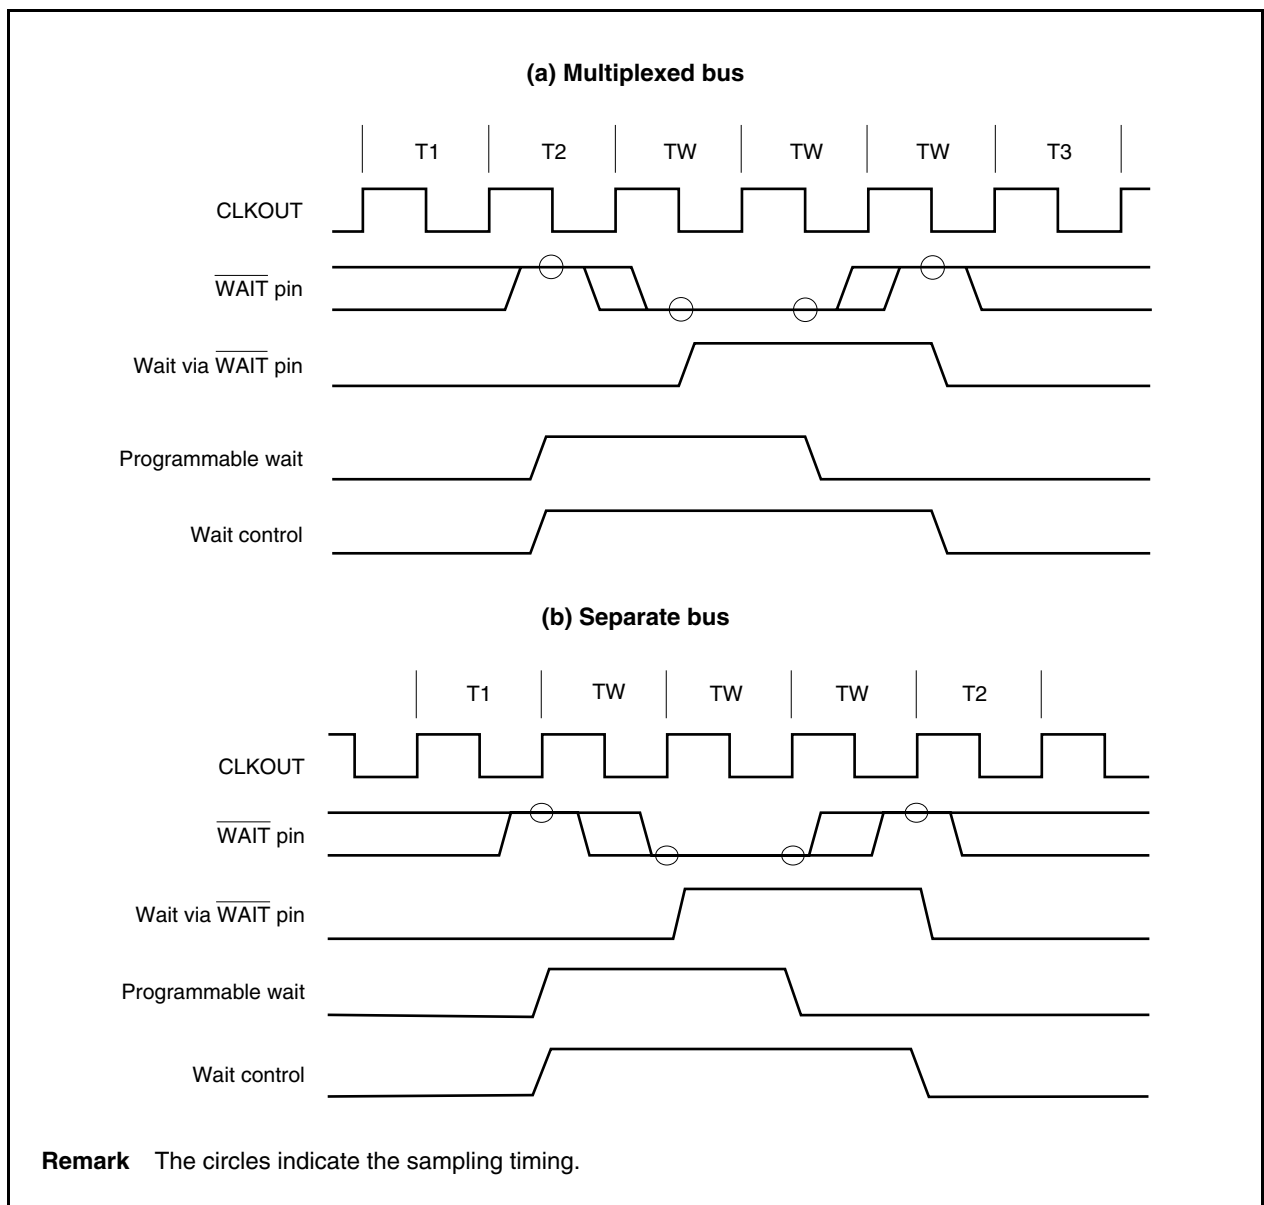 (a) Multiplexed bus
T1 T2 TW TW TW T3
CLKOUT
WAIT pin
Wait via WAIT pin
Programmable wait
Wait control
(b) Separate bus
T1 TW TW TW T2
CLKOUT
WAIT pin
Wait via WAIT pin
Programmable wait
Wait control
Remark The circles indicate the sampling timing.